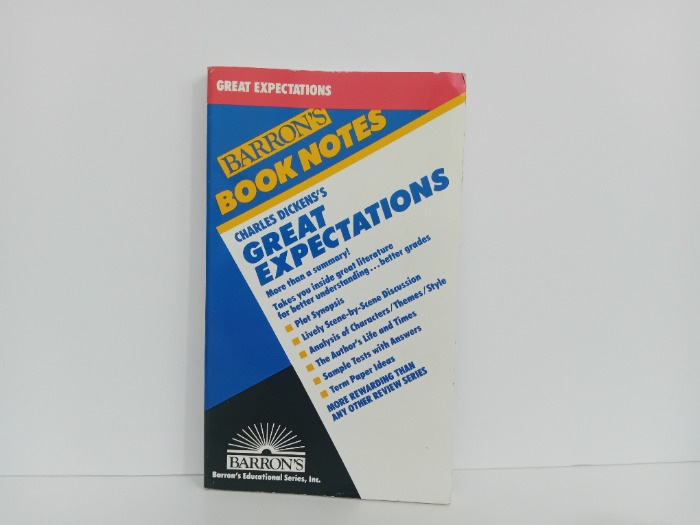 GREAT EXPECTATIONS
BARRON'S
BOOK NOTES
CHARLES DICKENS'S
GREAT
EXPECTATIONS
More than a summary!
Takes you inside great literature
for better understanding...better grades
Plot Synopsis
Lively Scene-by-Scene Discussion
Analysis of Characters/Themes/Style
The Author's Life and Times
Sample Tests with Answers
Term Paper Ideas
MORE REWARDING THAN
ANY OTHER REVIEW SERIES
BARRON'S
Barron's Educational Series, Inc.